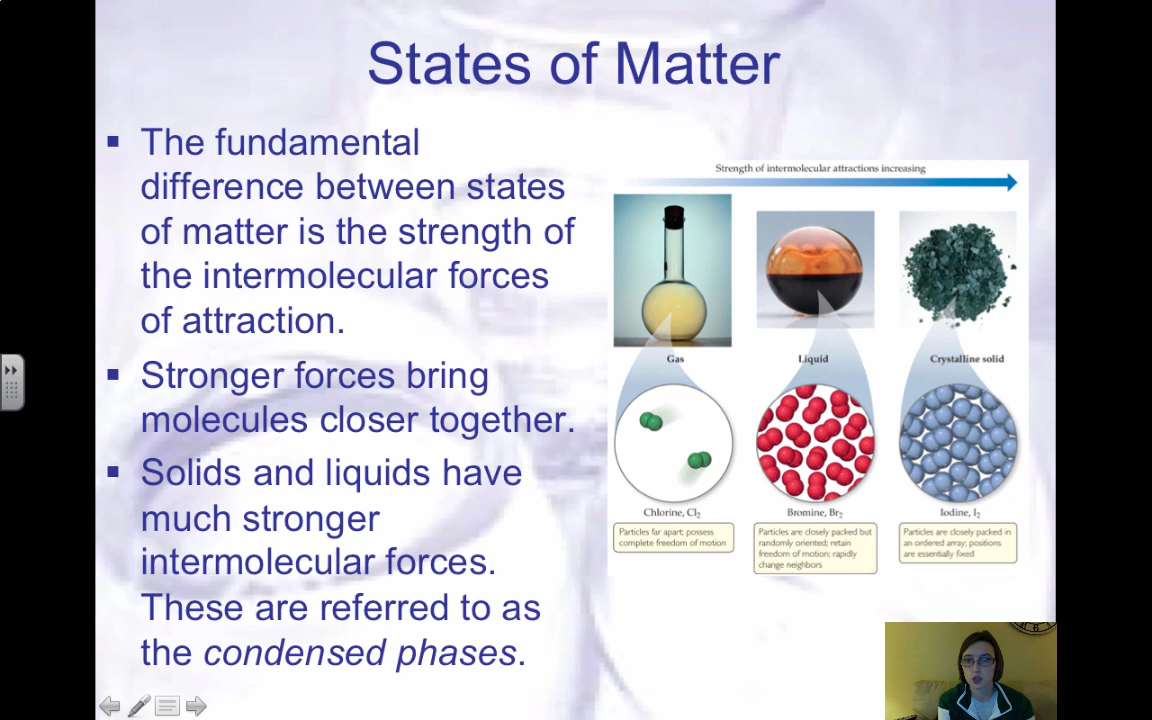 States of Matter
▪ The fundamental
difference between states
of matter is the strength of
the intermolecular forces
of attraction.
▪ Stronger forces bring
molecules closer together.
▪ Solids and liquids have
much stronger
intermolecular forces.
These are referred to as
the condensed phases.
Strength of intermolecular attractions increasing
Gas
Liquid
Crystalline solid
Chlorine, Cl₂
Bromine, Br₂
Iodine, I₂
Particles far apart; possess
complete freedom of motion
Particles are closely packed but
randomly oriented; retain
freedom of motion; rapidly
change neighbors
Particles are closely packed in
an ordered array; positions
are essentially fixed